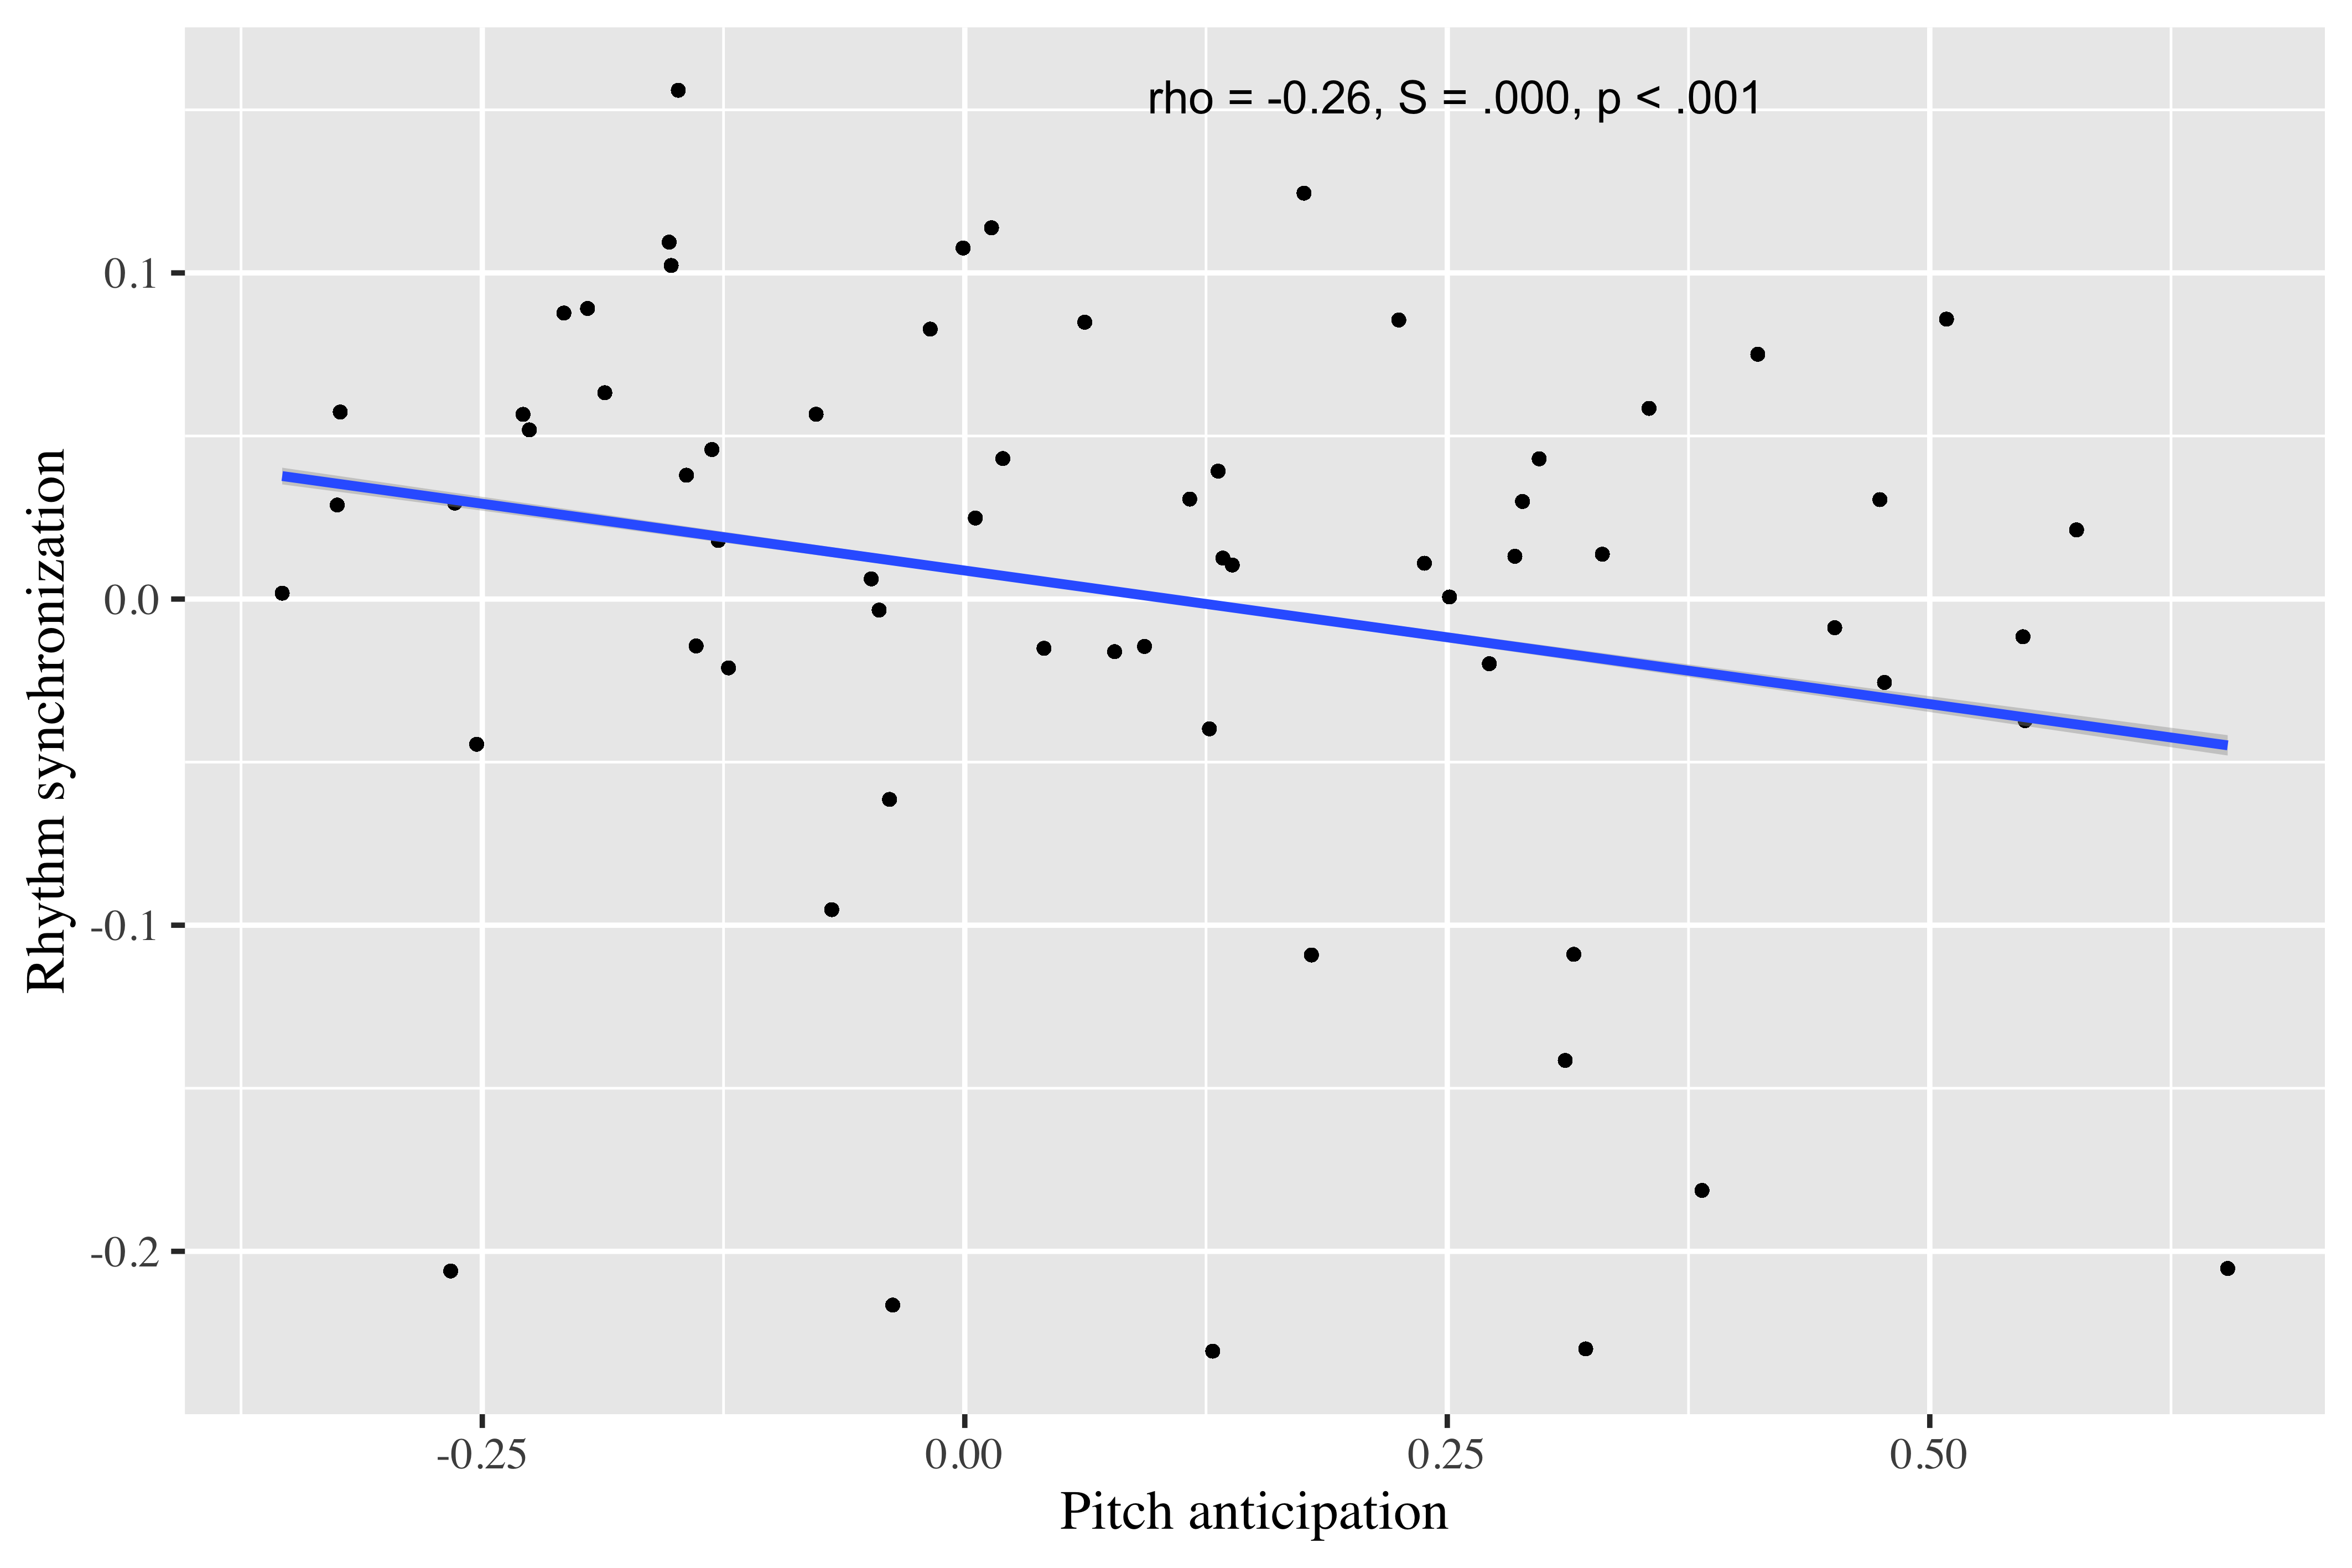 rho = -0.26, S = .000, p < .001
Rhythm synchronization
0.1
0.0
-0.1
-0.2
-0.25
0.00
0.25
0.50
Pitch anticipation